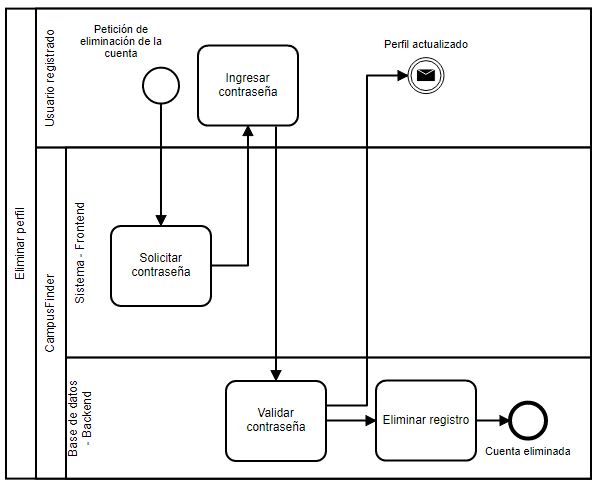 Eliminar perfil
Usuario registrado
Petición de
eliminación de la
cuenta
Ingresar
contraseña
Perfil actualizado
CampusFinder
Sistema - Frontend
Solicitar
contraseña
Base de datos
- Backend
Validar
contraseña
Eliminar registro
Cuenta eliminada